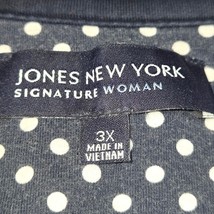 JONES NEW YORK
SIGNATURE WOMAN
3X
MADE IN
VIETNAM